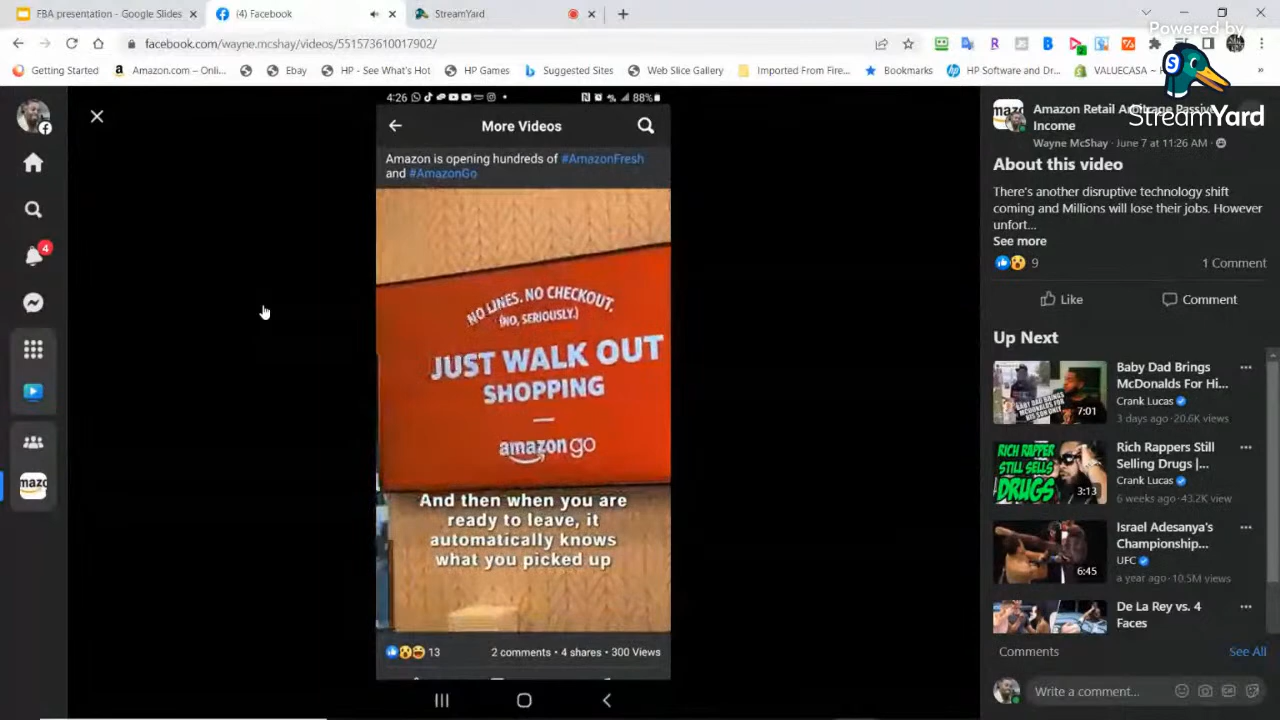 FBA presentation - Google Slides
(4) Facebook
StreamYard
facebook.com/wayne.mcshay/videos/551573610017902/
Powered by
StreamYard
Getting Started
Amazon.com – Onli...
Ebay
HP - See What's Hot
HP Games
Suggested Sites
Web Slice Gallery
Imported From Fire...
Bookmarks
HP Software and Dr...
VALUECASA –
4:26
88%
More Videos
Amazon is opening hundreds of #AmazonFresh
and #AmazonGo
NO LINES. NO CHECKOUT.
(NO, SERIOUSLY.)
JUST WALK OUT
SHOPPING
amazon go
And then when you are
ready to leave, it
automatically knows
what you picked up
13
2 comments • 4 shares • 300 Views
4
amazo
Amazon Retail Arbitrage Passive
Income
Wayne McShay · June 7 at 11:26 AM ·
About this video
There's another disruptive technology shift
coming and Millions will lose their jobs. However
unfort...
See more
9
1 Comment
Like
Comment
Up Next
Baby Dad Brings
McDonalds For Hi...
Crank Lucas
3 days ago · 20.6K views
7:01
Rich Rappers Still
Selling Drugs |...
Crank Lucas
6 weeks ago · 43.2K view
RICH RAPPER
STILL SELLS
DRUGS
3:13
Israel Adesanya's
Championship...
UFC
a year ago · 10.5M views
6:45
De La Rey vs. 4
Faces
Comments
See All
Write a comment...